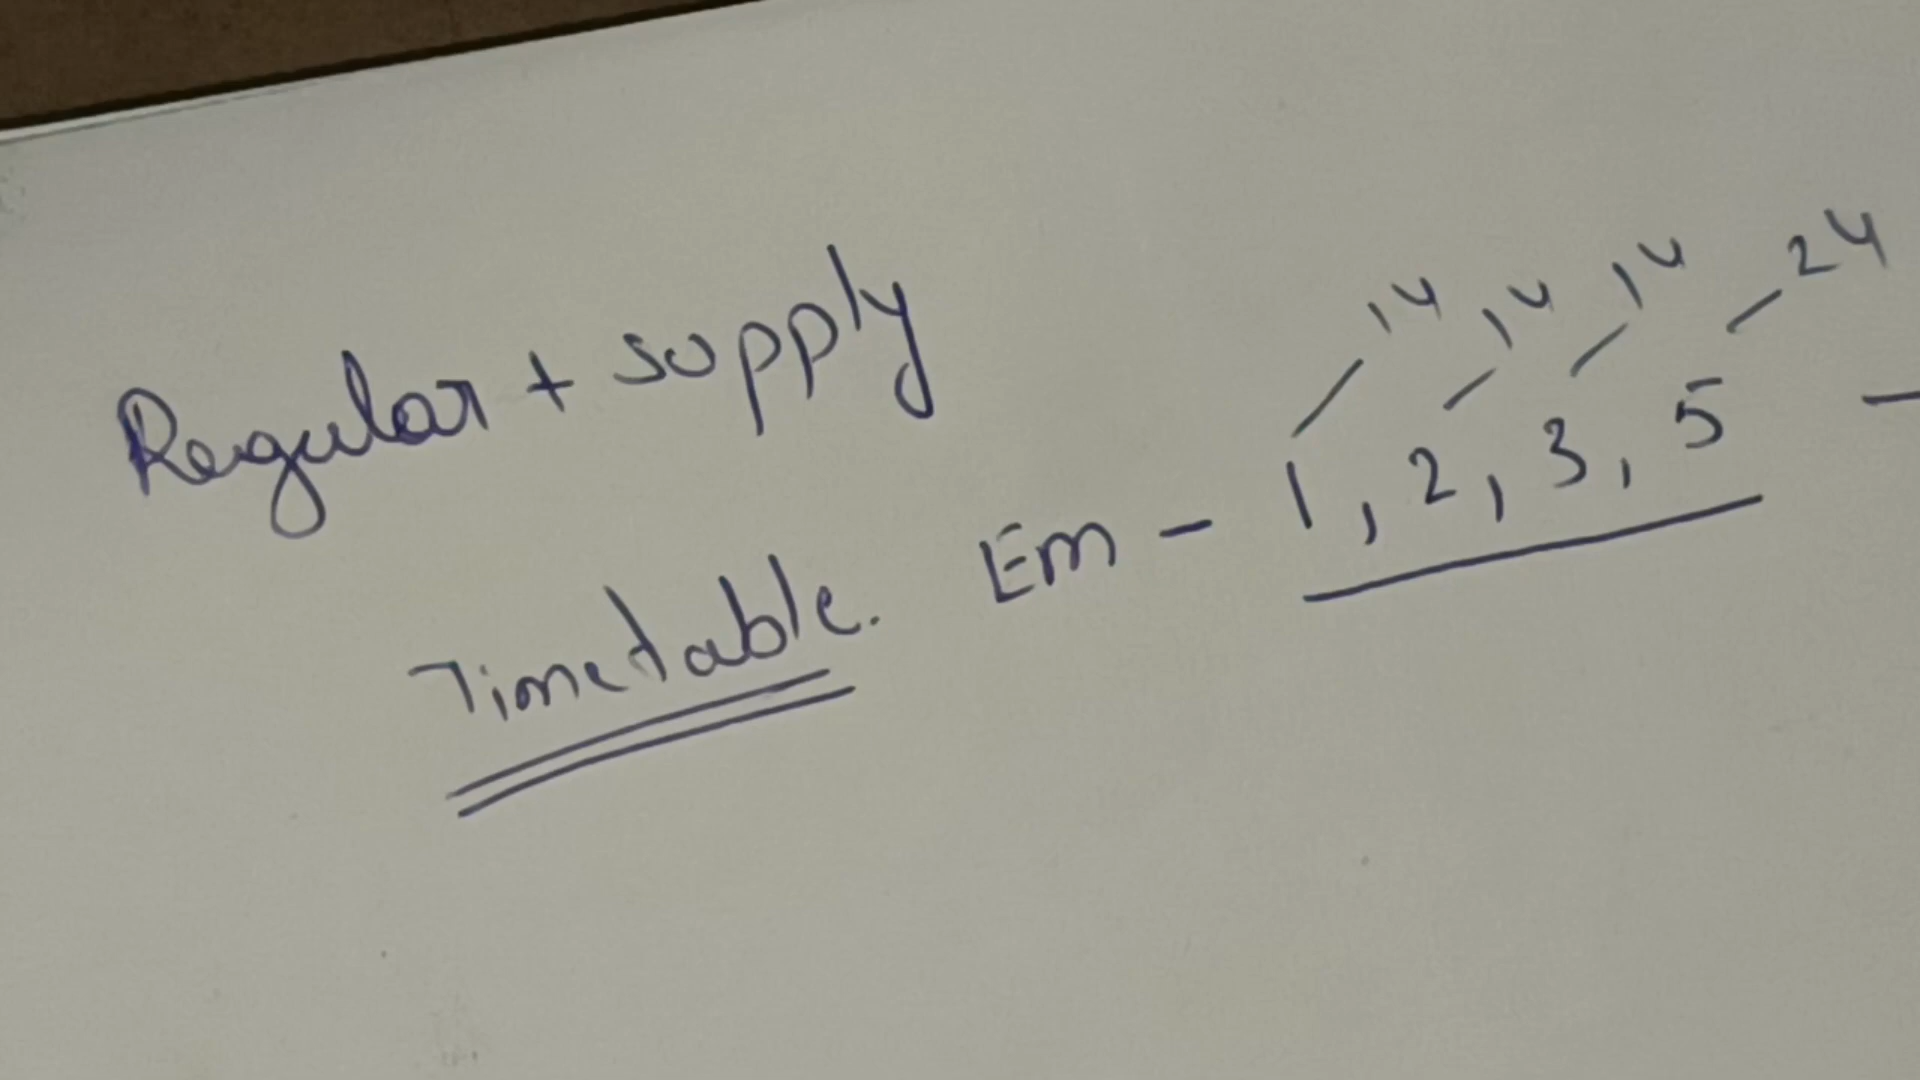 Regular + supply
14 14 14 24
Timetable. Em - 1, 2, 3, 5 -